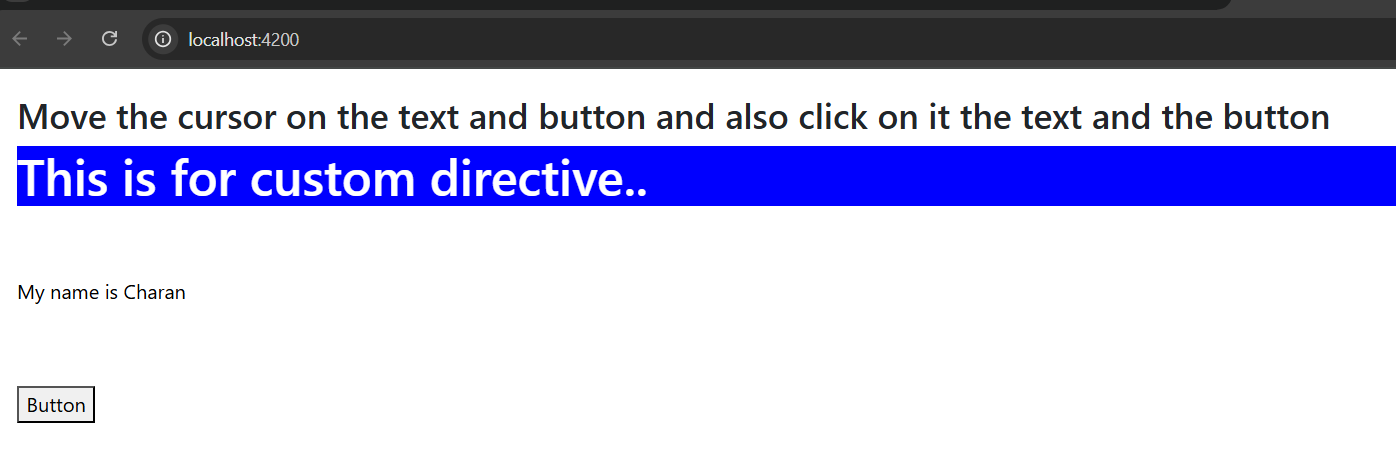 localhost:4200
Move the cursor on the text and button and also click on it the text and the button
This is for custom directive..
My name is Charan
Button